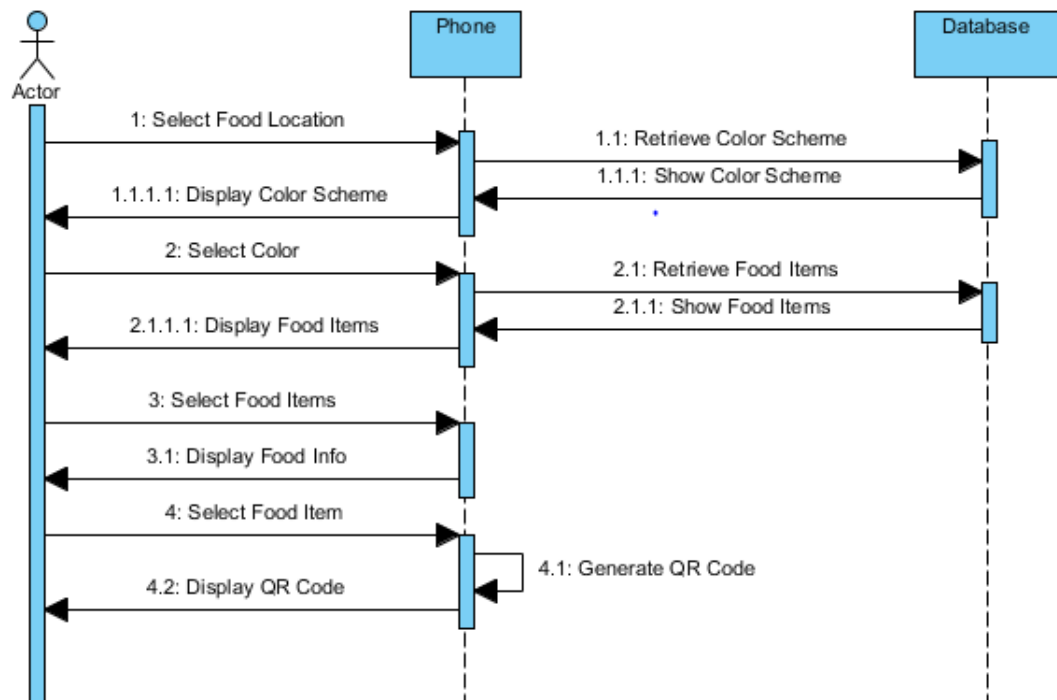 Phone
Database
Actor
1: Select Food Location
1.1: Retrieve Color Scheme
1.1.1: Show Color Scheme
1.1.1.1: Display Color Scheme
2: Select Color
2.1: Retrieve Food Items
2.1.1: Show Food Items
2.1.1.1: Display Food Items
3: Select Food Items
3.1: Display Food Info
4: Select Food Item
4.1: Generate QR Code
4.2: Display QR Code